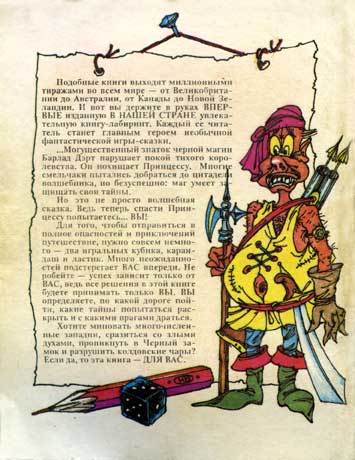 Подобные книги выходят миллионными
тиражами во всем мире — от Великобрита-
нии до Австралии, от Канады до Новой Зе-
ландии. И вот вы держите в руках ВПЕР-
ВЫЕ изданную В НАШЕЙ СТРАНЕ увлека-
тельную книгу-лабиринт. Каждый ее чита-
тель станет главным героем необычной
фантастической игры-сказки.
...Могущественный знаток черной магии
Барлад Дэрт нарушает покой тихого коро-
левства. Он похищает Принцессу. Многие
смельчаки пытались добраться до цитадели
волшебника, но безуспешно: маг умеет за-
щищать свои тайны.
Но это не просто волшебная
сказка. Ведь теперь спасти Прин-
цессу попытаетесь... ВЫ!
Для того, чтобы отправиться в
полное опасностей и приключений
путешествие, нужно совсем немно-
го — два игральных кубика, каран-
даш и ластик. Много неожиданно-
стей подстерегает ВАС впереди. Не
робейте — успех зависит только от
ВАС, ведь все решения в этой книге
будете принимать только ВЫ, ВЫ
определяете, по какой дороге пой-
ти, какие тайны попытаться рас-
крыть и с какими врагами драться.
Хотите миновать многочислен-
ные западни, сразиться со злыми
духами, проникнуть в Черный за-
мок и разрушить колдовские чары?
Если да, то эта книга — ДЛЯ ВАС.